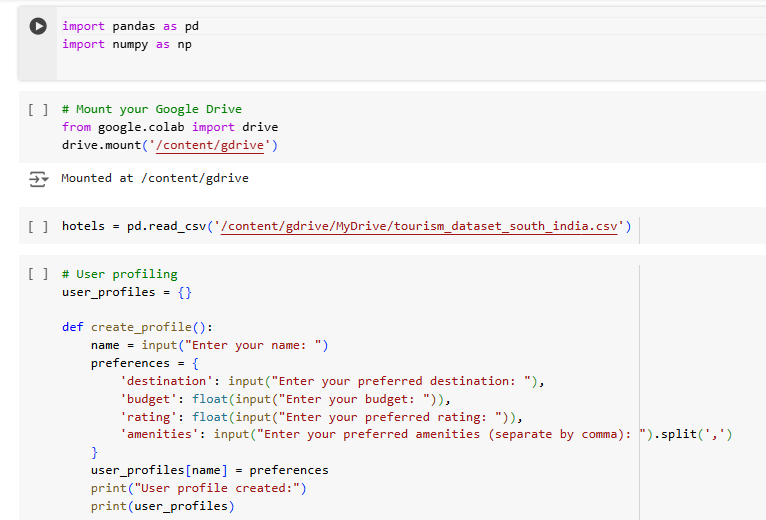 import pandas as pd
import numpy as np
[ ] # Mount your Google Drive
from google.colab import drive
drive.mount('/content/gdrive')
Mounted at /content/gdrive
[ ] hotels = pd.read_csv('/content/gdrive/MyDrive/tourism_dataset_south_india.csv')
[ ] # User profiling
user_profiles = {}
def create_profile():
    name = input("Enter your name: ")
    preferences = {
        'destination': input("Enter your preferred destination: "),
        'budget': float(input("Enter your budget: ")),
        'rating': float(input("Enter your preferred rating: ")),
        'amenities': input("Enter your preferred amenities (separate by comma): ").split(',')
    }
    user_profiles[name] = preferences
    print("User profile created:")
    print(user_profiles)